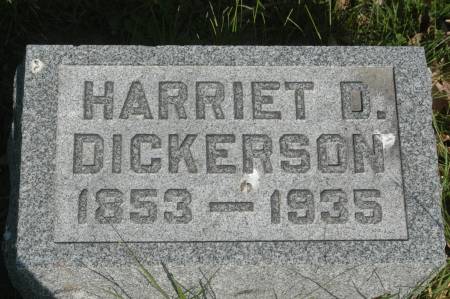 HARRIET D.
DICKERSON
1853 — 1935